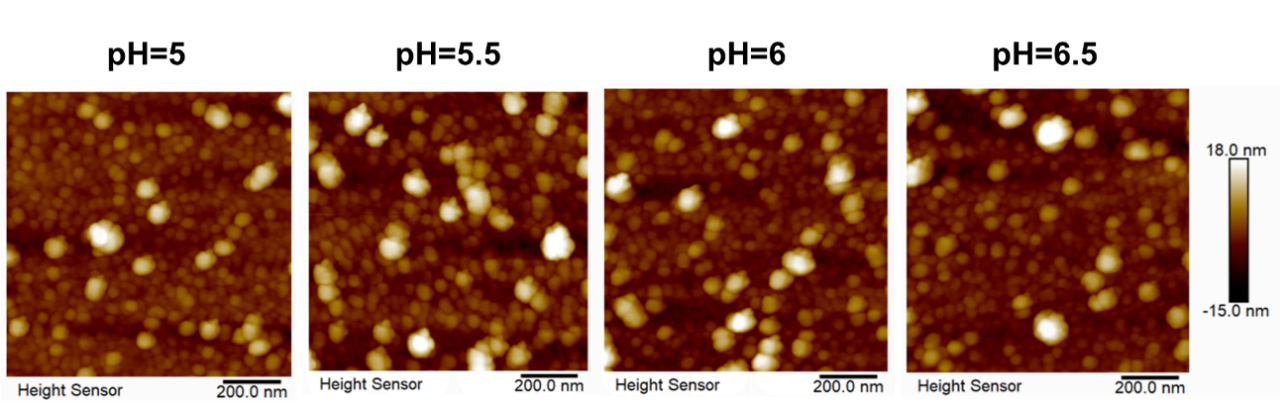 pH=5
pH=5.5
pH=6
pH=6.5
18.0 nm
-15.0 nm
Height Sensor
200.0 nm
Height Sensor
200.0 nm
Height Sensor
200.0 nm
Height Sensor
200.0 nm